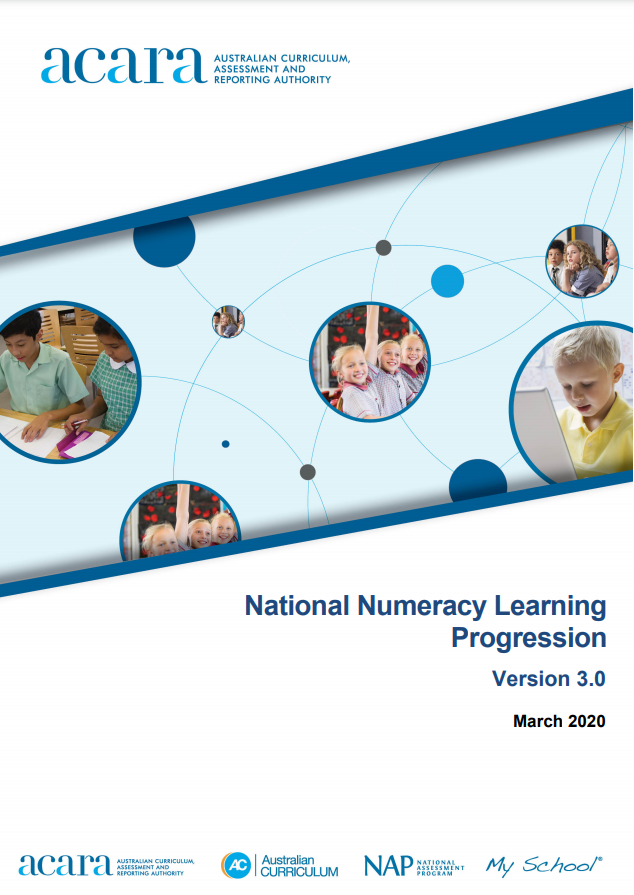 acara AUSTRALIAN CURRICULUM,
ASSESSMENT AND
REPORTING AUTHORITY
National Numeracy Learning
Progression
Version 3.0
March 2020
acara AUSTRALIAN CURRICULUM,
ASSESSMENT AND
REPORTING AUTHORITY
AC Australian
CURRICULUM
NAP NATIONAL
ASSESSMENT
PROGRAM
My School®